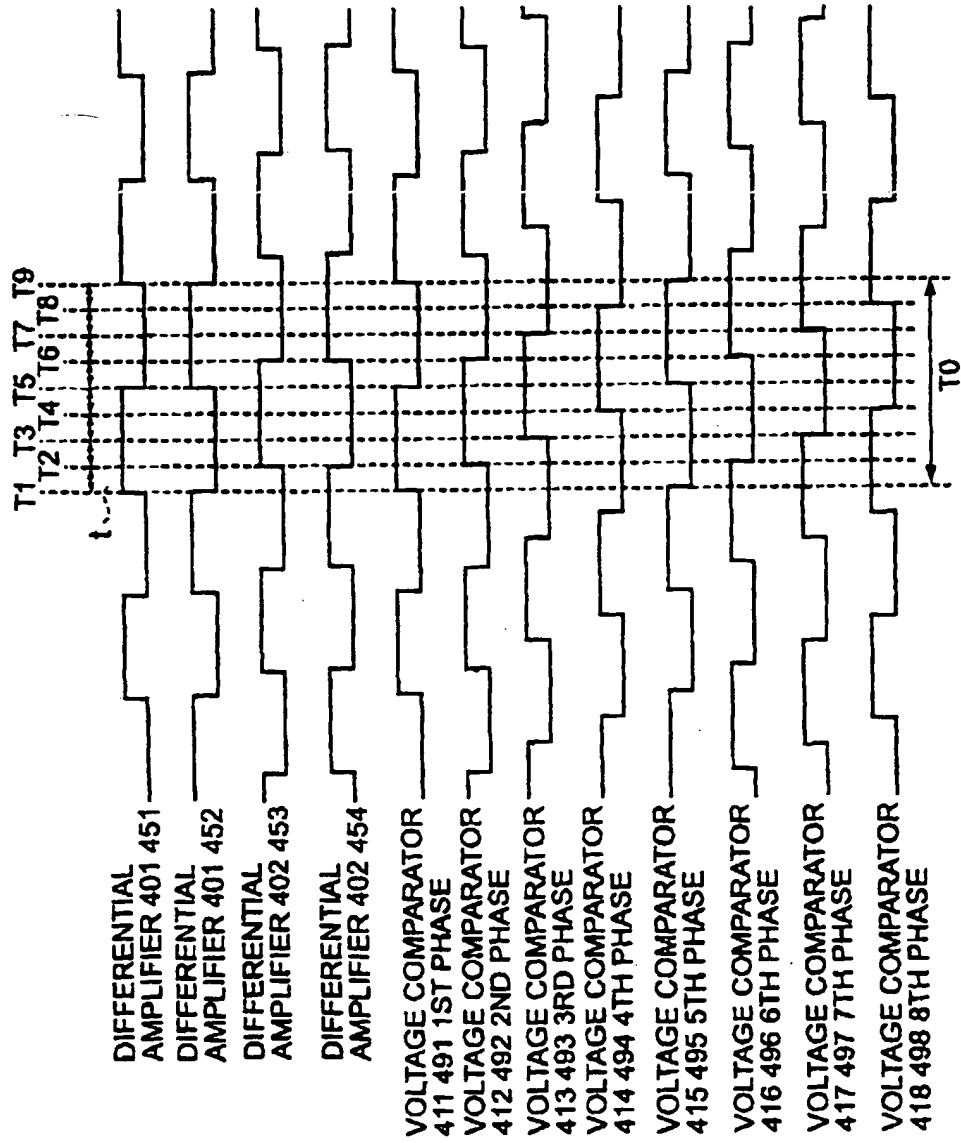 T1
T2
T3
T4
T5
T6
T7
T8
T9
t
DIFFERENTIAL
AMPLIFIER 401 451
DIFFERENTIAL
AMPLIFIER 401 452
DIFFERENTIAL
AMPLIFIER 402 453
DIFFERENTIAL
AMPLIFIER 402 454
VOLTAGE COMPARATOR
411 491 1ST PHASE
VOLTAGE COMPARATOR
412 492 2ND PHASE
VOLTAGE COMPARATOR
413 493 3RD PHASE
VOLTAGE COMPARATOR
414 494 4TH PHASE
VOLTAGE COMPARATOR
415 495 5TH PHASE
VOLTAGE COMPARATOR
416 496 6TH PHASE
VOLTAGE COMPARATOR
417 497 7TH PHASE
VOLTAGE COMPARATOR
418 498 8TH PHASE
T0